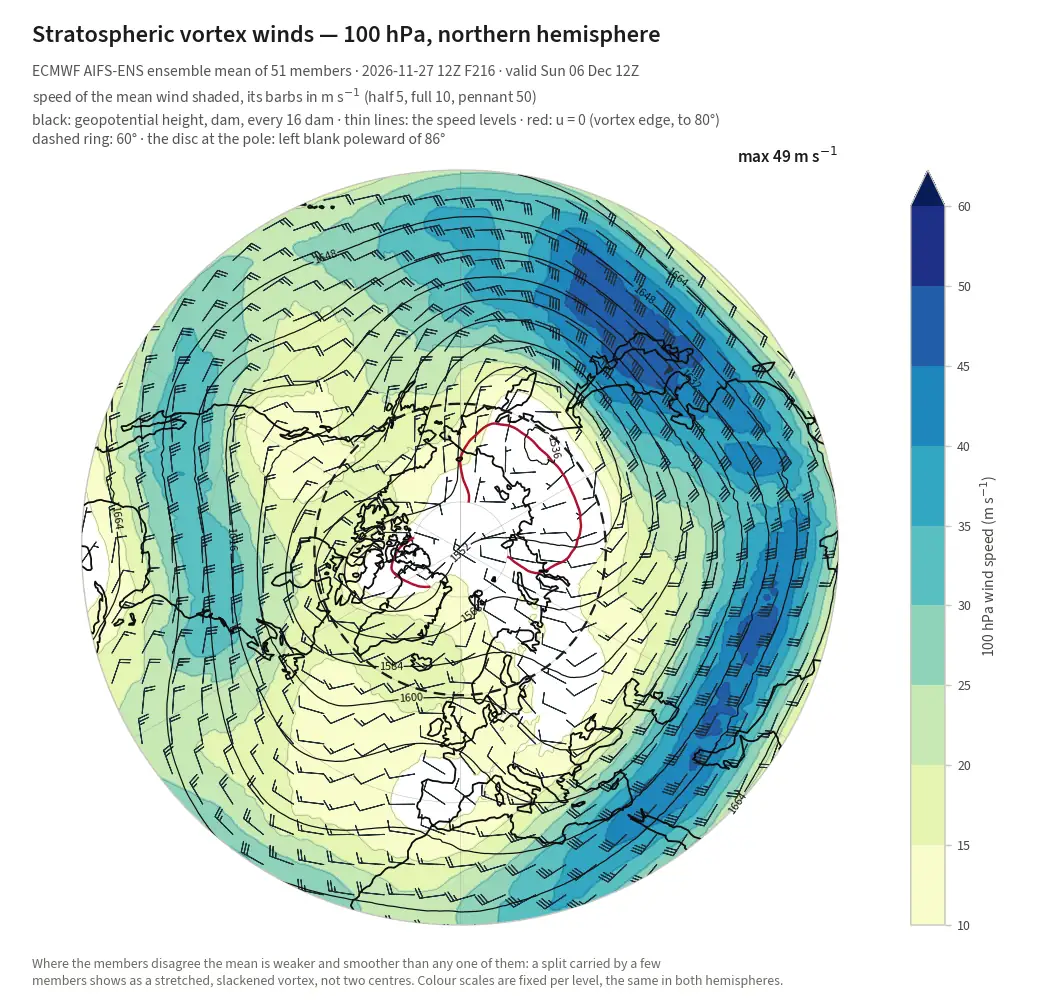 Stratospheric vortex winds — 100 hPa, northern hemisphere
ECMWF AIFS-ENS ensemble mean of 51 members · 2026-11-27 12Z F216 · valid Sun 06 Dec 12Z
speed of the mean wind shaded, its barbs in m s⁻¹ (half 5, full 10, pennant 50)
black: geopotential height, dam, every 16 dam · thin lines: the speed levels · red: u = 0 (vortex edge, to 80°)
dashed ring: 60° · the disc at the pole: left blank poleward of 86°
max 49 m s⁻¹
1648
1664
1648
1536
1664
1552
1584
1600
1664
60
50
45
40
35
30
25
20
15
10
100 hPa wind speed (m s⁻¹)
Where the members disagree the mean is weaker and smoother than any one of them: a split carried by a few
members shows as a stretched, slackened vortex, not two centres. Colour scales are fixed per level, the same in both hemispheres.